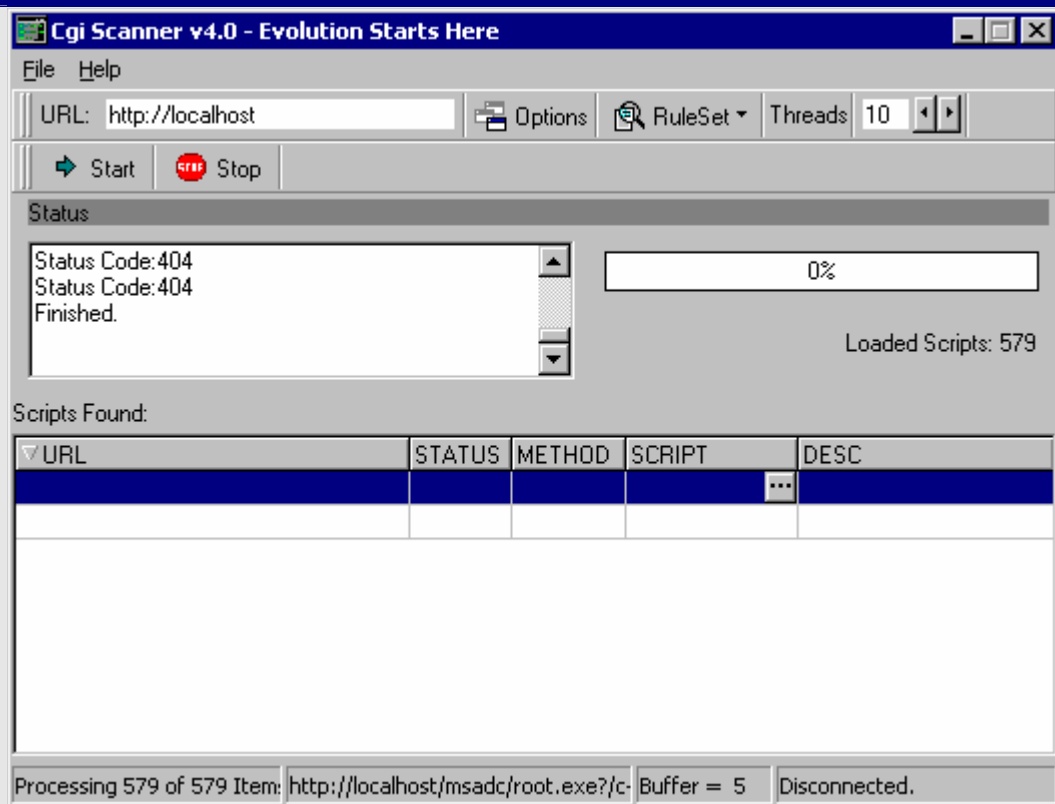 Cgi Scanner v4.0 - Evolution Starts Here
File Help
URL: http://localhost Options RuleSet Threads 10
Start STOP Stop
Status
Status Code:404
Status Code:404
Finished.
0%
Loaded Scripts: 579
Scripts Found:
URL STATUS METHOD SCRIPT DESC
...
Processing 579 of 579 Item: http://localhost/msadc/root.exe?/c- Buffer = 5 Disconnected.